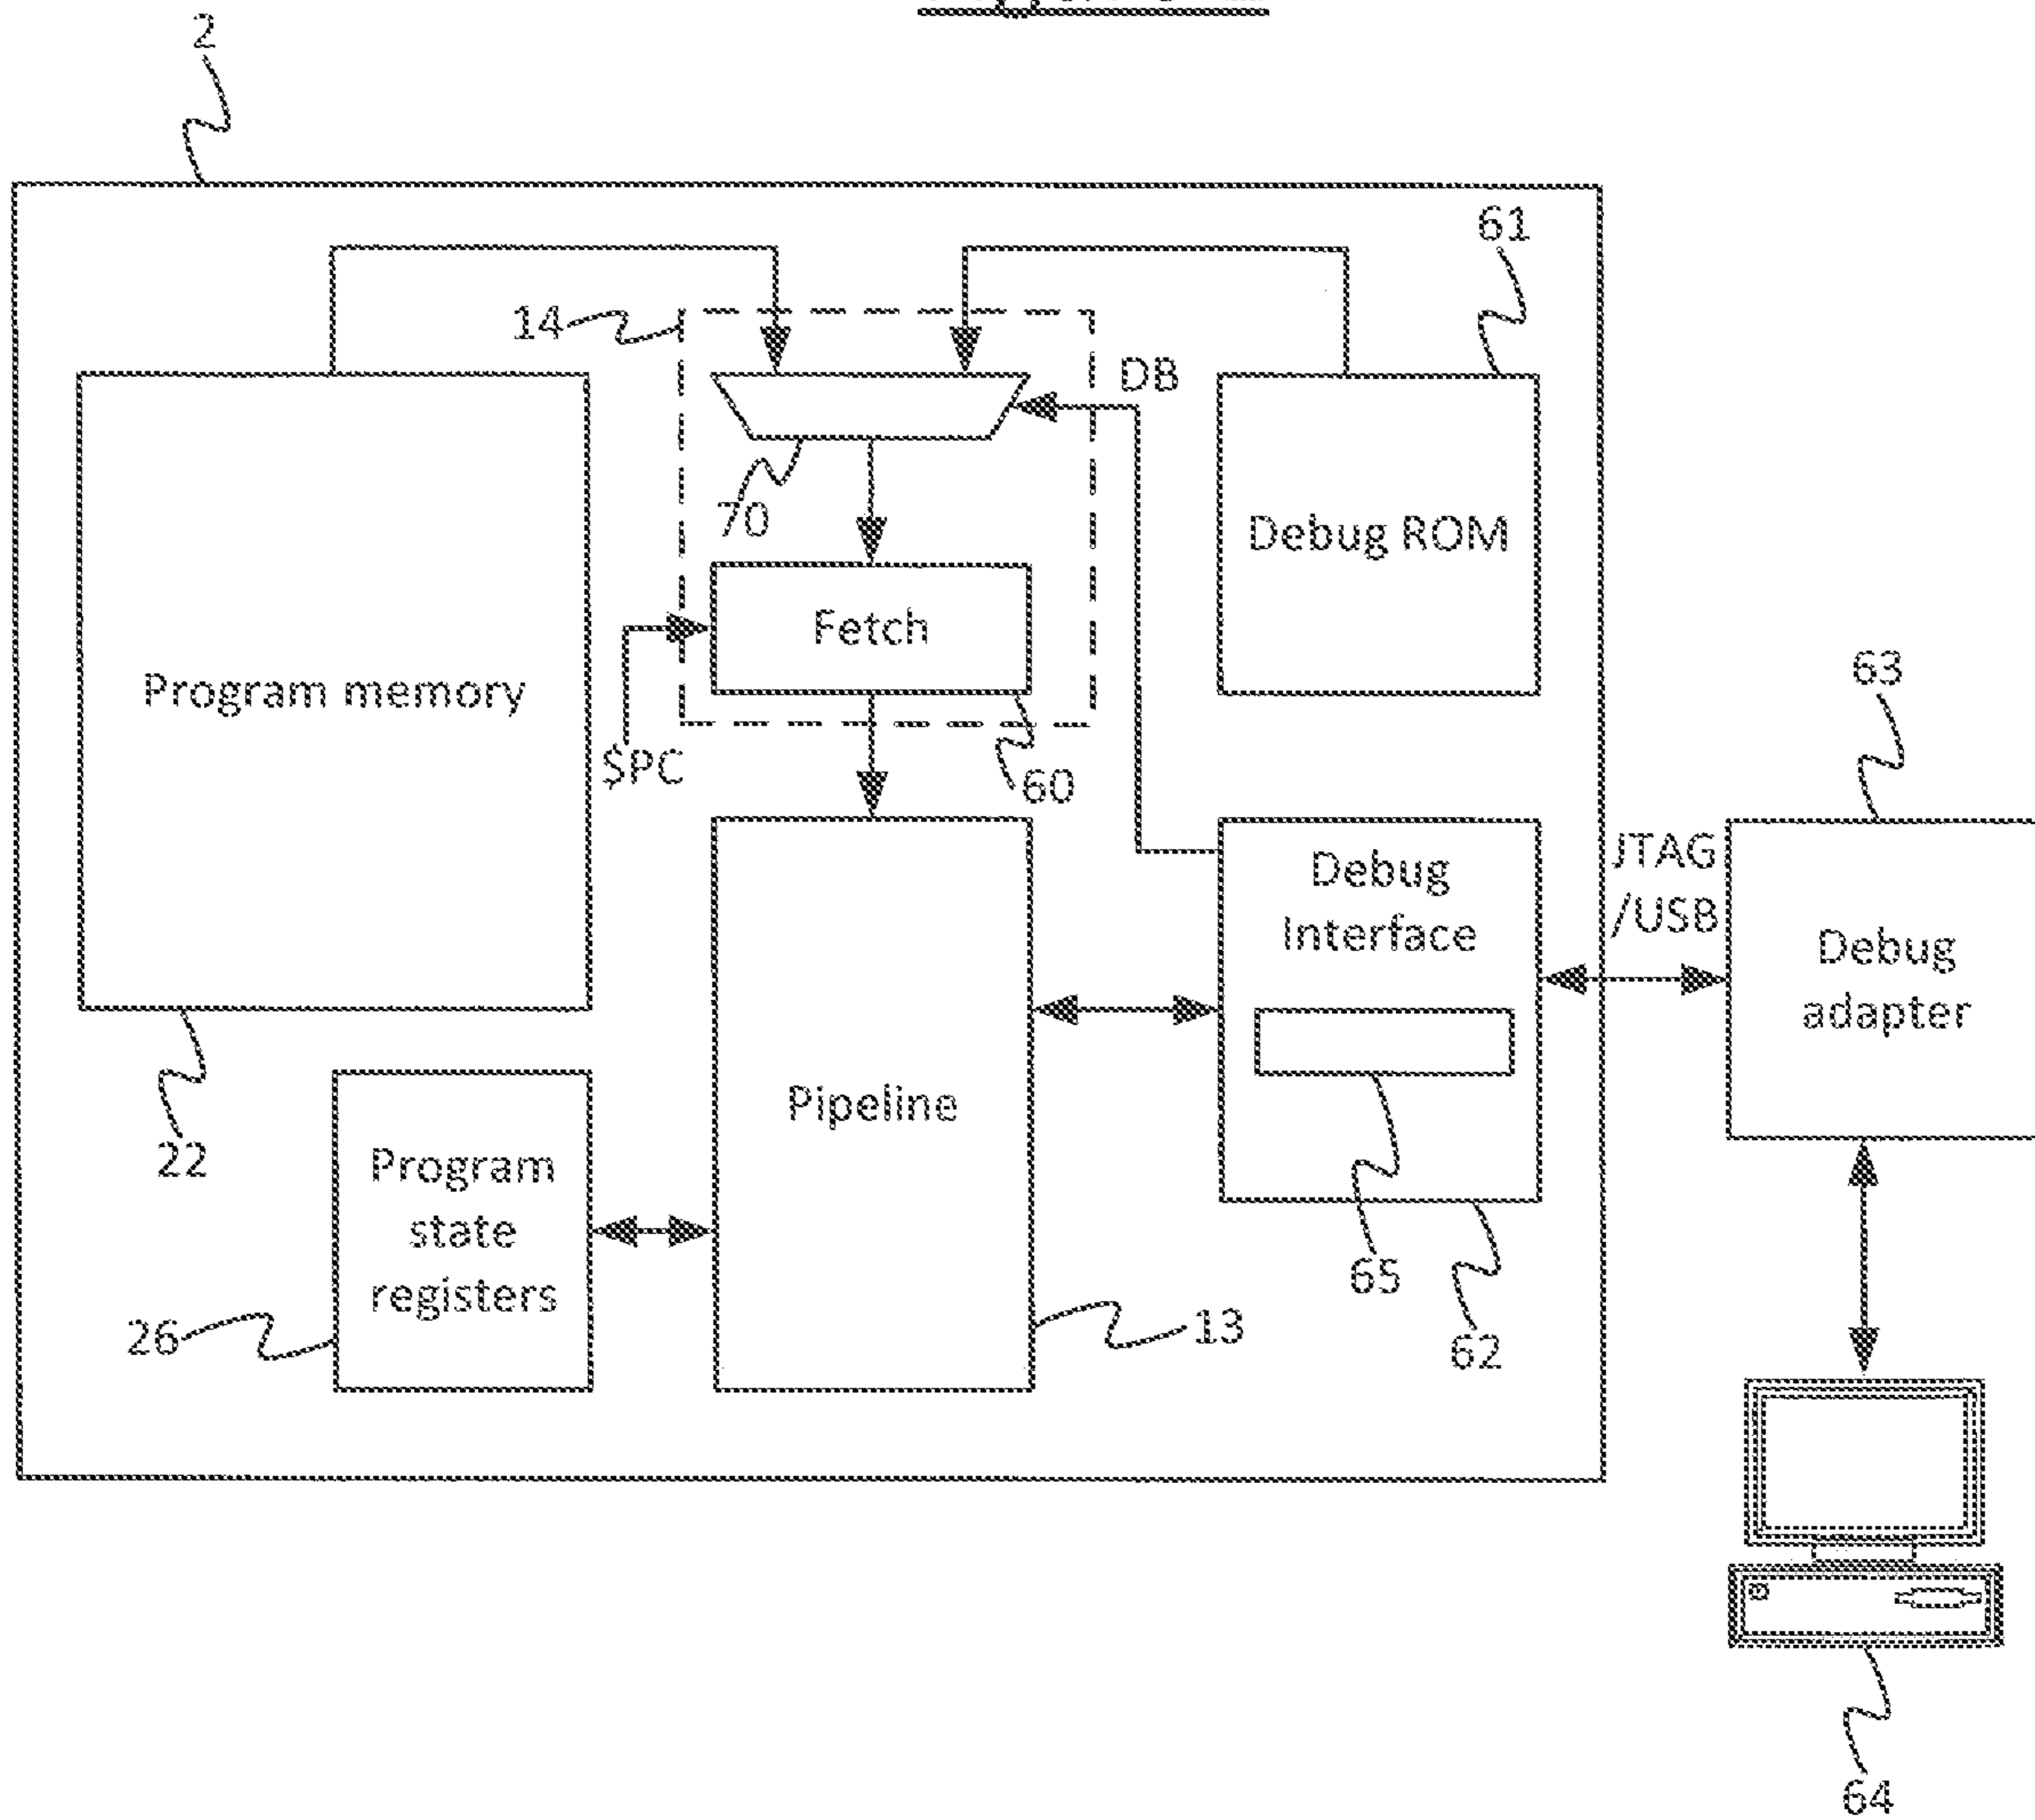 2
61
14
DB
70
Debug ROM
Fetch
Program memory
63
$PC
60
JTAG
/USB
Debug
Interface
Debug
adapter
Pipeline
22
Program
state
registers
65
26
13
62
64